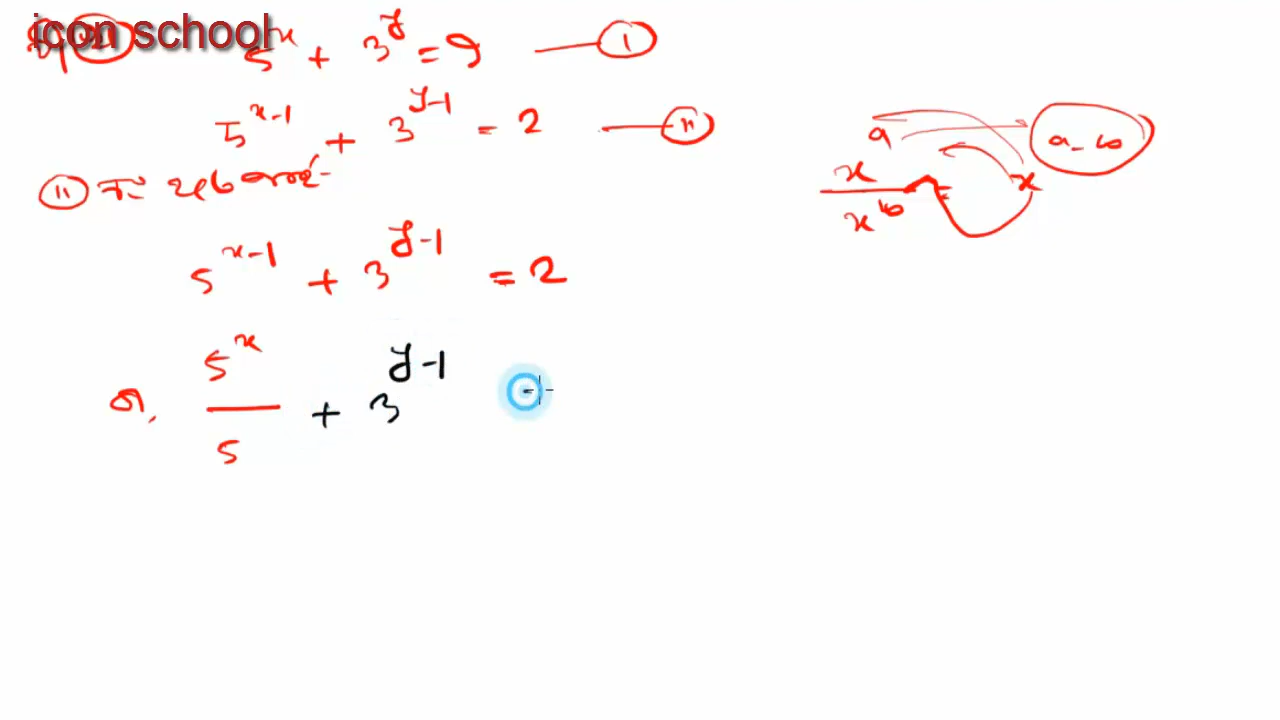 icon school
5^x + 3^y = 9 — (i)
5^(x-1) + 3^(y-1) = 2 — (ii)
(ii) নং
5^(x-1) + 3^(y-1) = 2
বা, 5^x/5 + 3^(y-1)
x^a/x^b = x^(a-b)